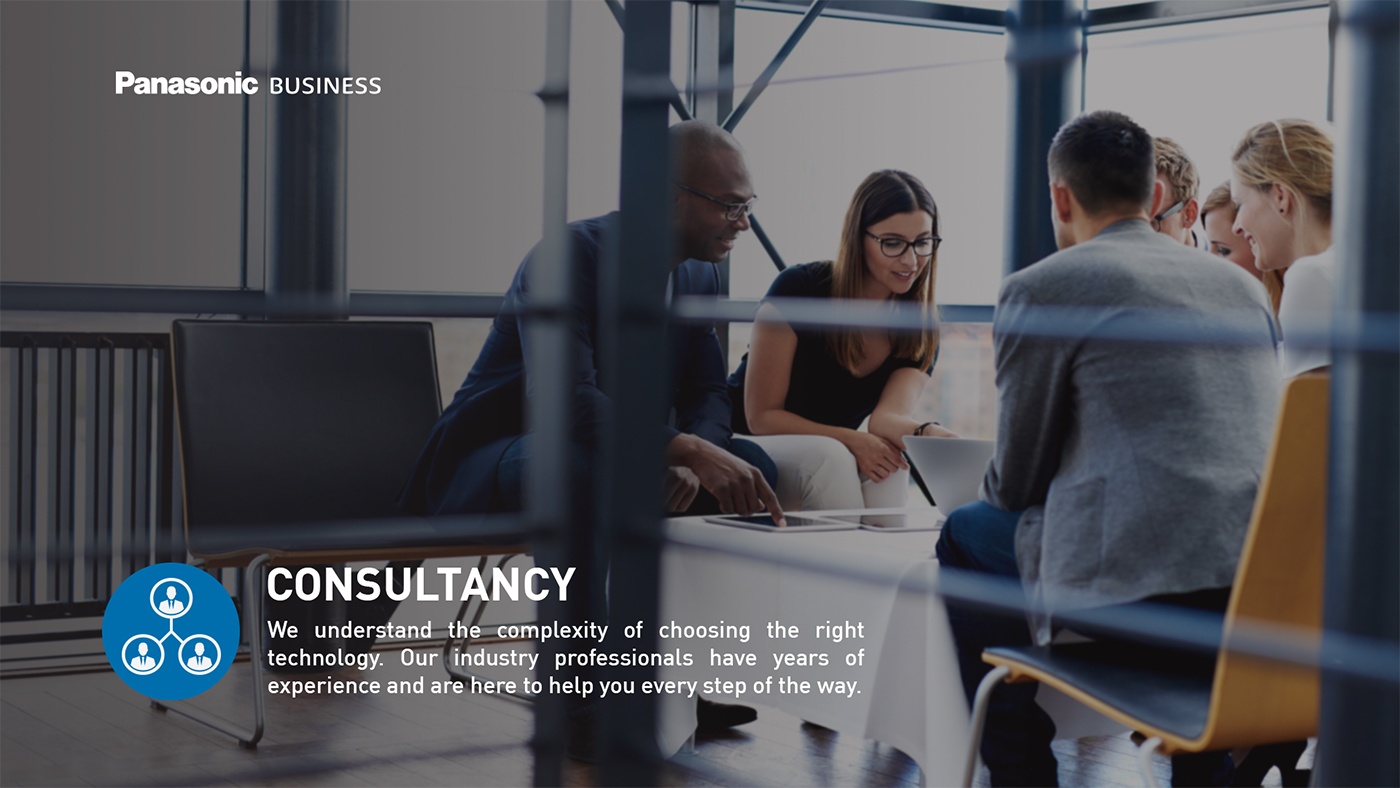 Panasonic BUSINESS
CONSULTANCY
We understand the complexity of choosing the right
technology. Our industry professionals have years of
experience and are here to help you every step of the way.